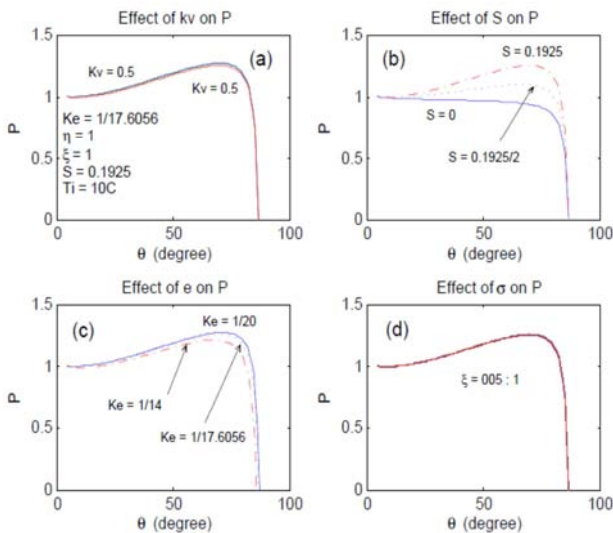 Effect of kv on P
1.5
(a)
Kv = 0.5
1
Kv = 0.5
P
Ke = 1/17.6056
η = 1
0.5
ξ = 1
S = 0.1925
Ti = 10C
0
0
50
100
θ (degree)
Effect of S on P
1.5
(b)
S = 0.1925
1
P
S = 0
0.5
S = 0.1925/2
0
0
50
100
θ (degree)
Effect of e on P
1.5
(c)
Ke = 1/20
1
P
Ke = 1/14
0.5
Ke = 1/17.6056
0
0
50
100
θ (degree)
Effect of σ on P
1.5
(d)
1
P
ξ = 005 : 1
0.5
0
0
50
100
θ (degree)